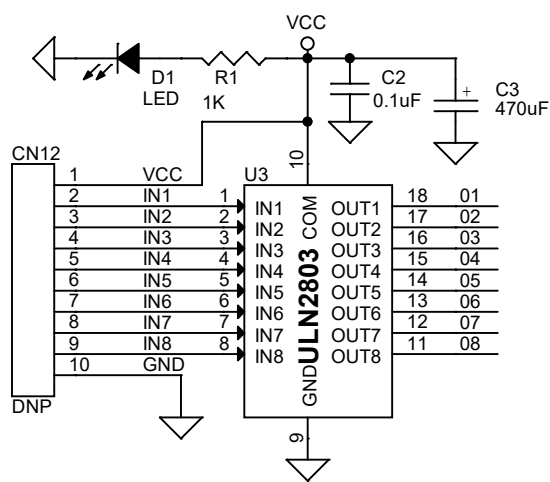 VCC
D1
LED
R1
1K
C2
0.1uF
+
C3
470uF
CN12
1 VCC
2 IN1 1
3 IN2 2
4 IN3 3
5 IN4 4
6 IN5 5
7 IN6 6
8 IN7 7
9 IN8 8
10 GND
DNP
U3
10
COM
ULN2803
GND
9
IN1 OUT1 18 01
IN2 OUT2 17 02
IN3 OUT3 16 03
IN4 OUT4 15 04
IN5 OUT5 14 05
IN6 OUT6 13 06
IN7 OUT7 12 07
IN8 OUT8 11 08